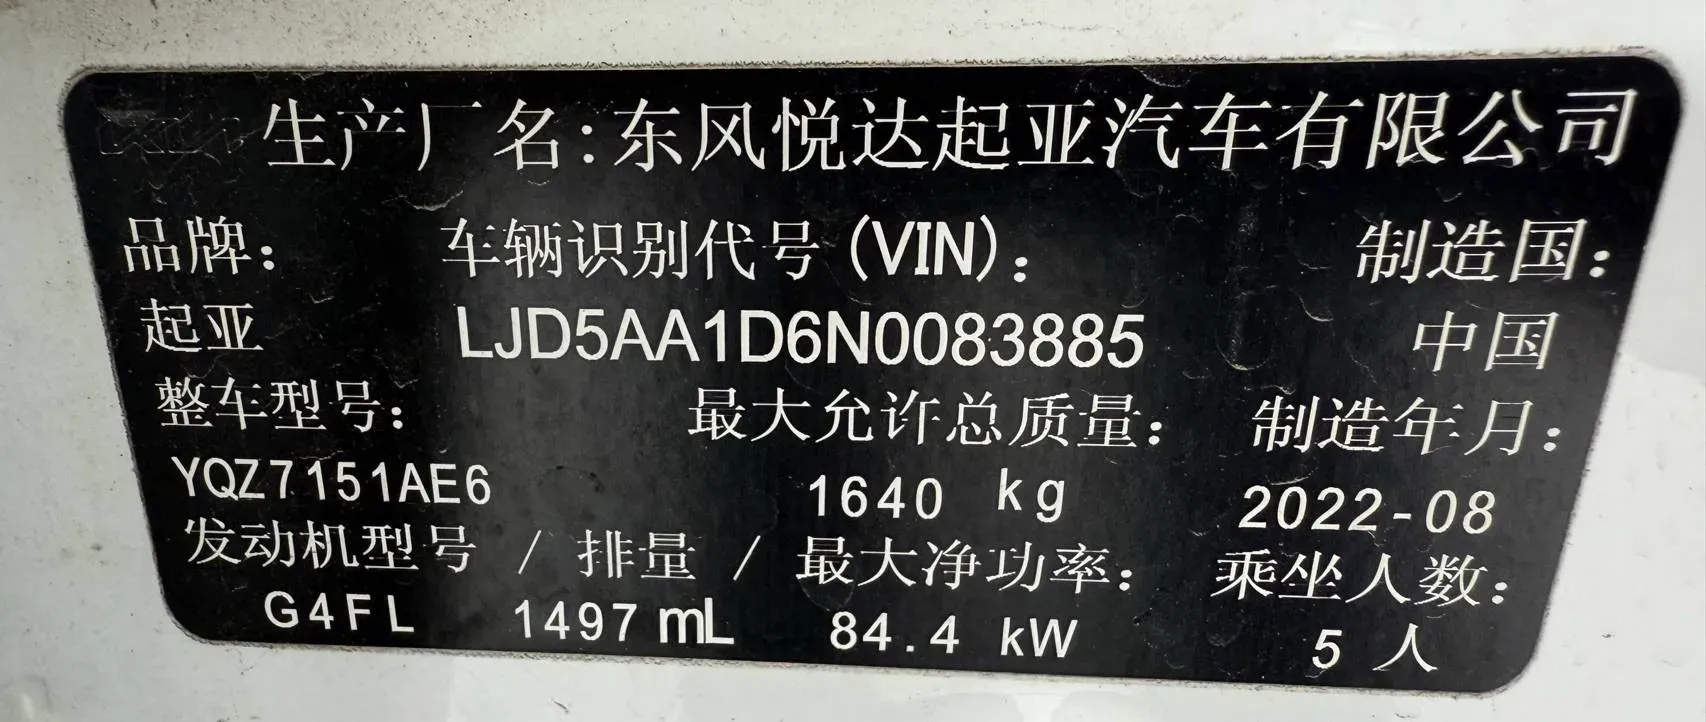 生产厂名:东风悦达起亚汽车有限公司
品牌: 车辆识别代号(VIN): 制造国:
起亚 LJD5AA1D6N0083885 中国
整车型号: 最大允许总质量: 制造年月:
YQZ7151AE6 1640 kg 2022-08
发动机型号 / 排量 / 最大净功率: 乘坐人数:
G4FL 1497 mL 84.4 kW 5 人